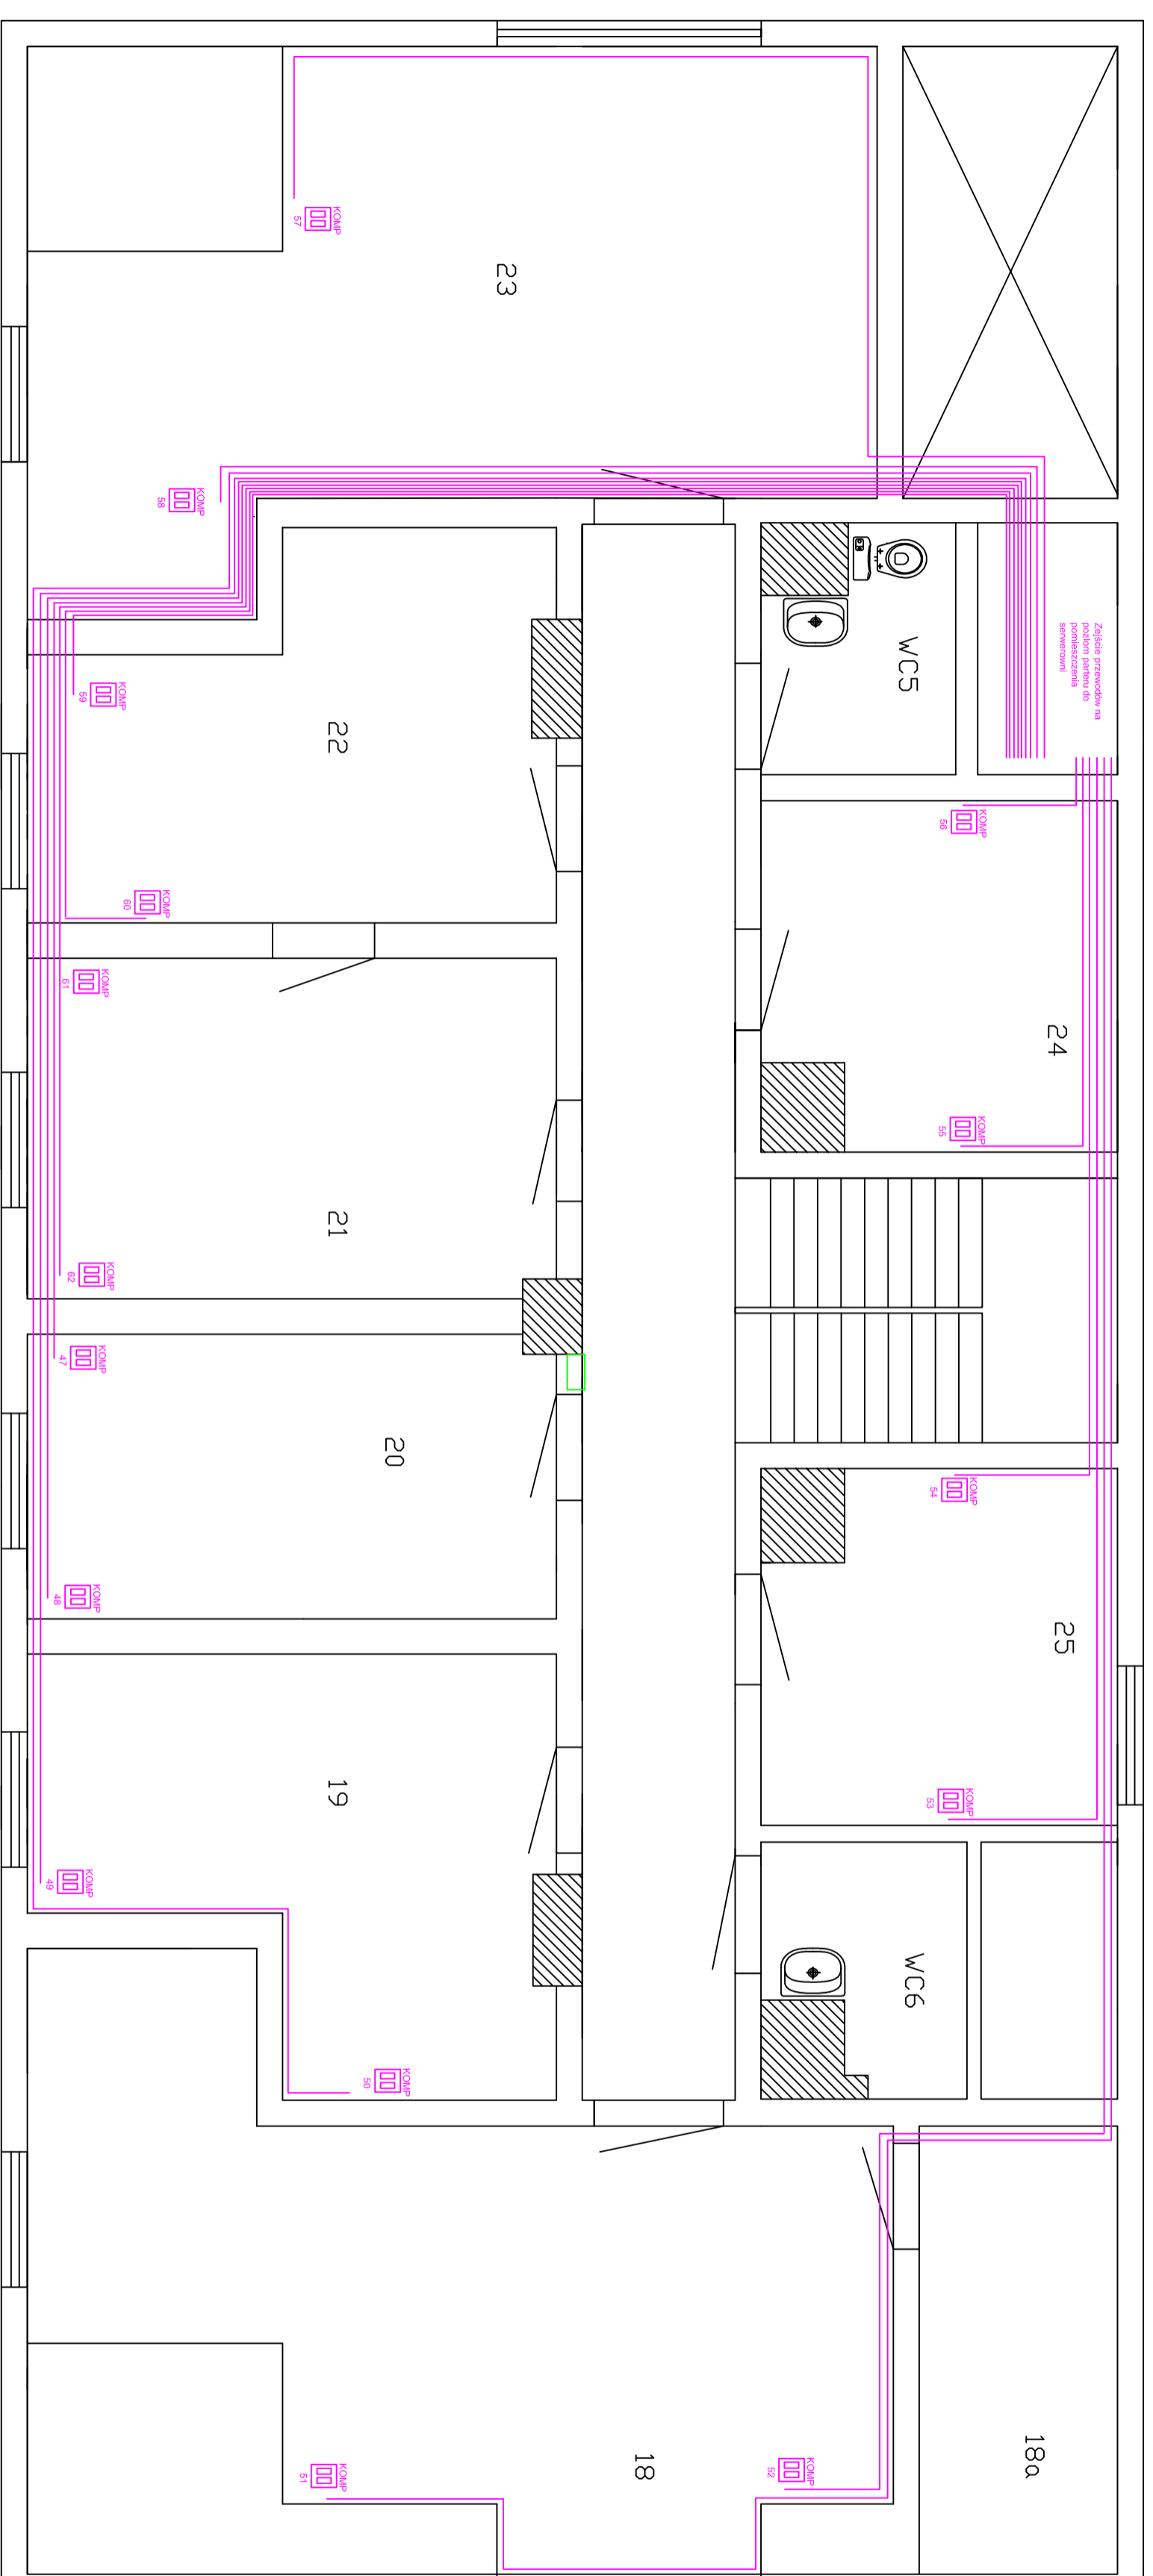 Zejście przewodów na
poziom parteru do
pomieszczenia
serwerowni
KOMP
57
23
KOMP
58
WC5
KOMP
59
22
KOMP
60
KOMP
56
24
KOMP
55
KOMP
61
21
KOMP
62
KOMP
47
20
KOMP
48
KOMP
54
25
KOMP
53
19
KOMP
49
KOMP
50
WC6
18a
18
KOMP
52
KOMP
51